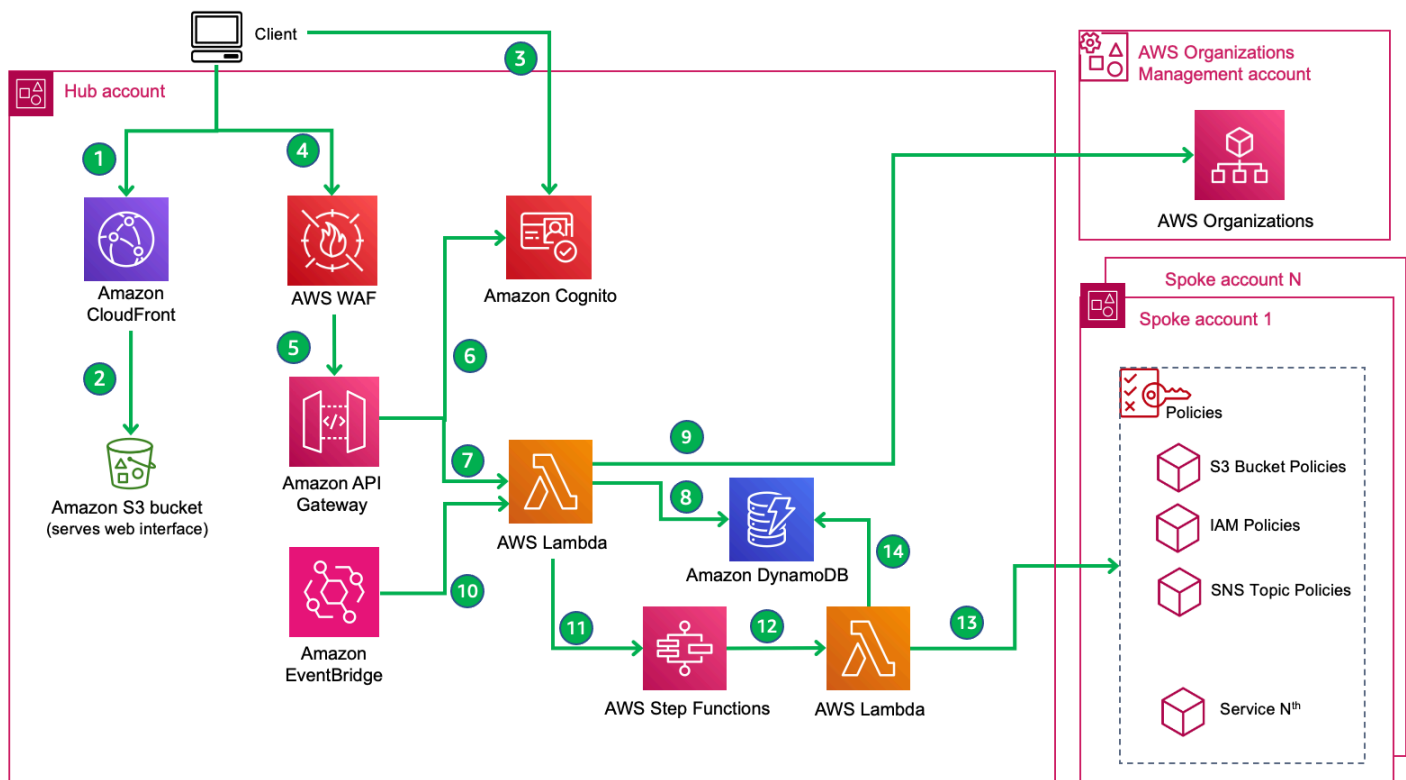 Client
3
Hub account
AWS Organizations
Management account
1
4
AWS Organizations
Amazon
CloudFront
AWS WAF
Amazon Cognito
Spoke account N
Spoke account 1
2
5
6
Policies
Amazon S3 bucket
(serves web interface)
Amazon API
Gateway
7
9
8
AWS Lambda
S3 Bucket Policies
IAM Policies
SNS Topic Policies
Service Nth
Amazon DynamoDB
14
10
Amazon
EventBridge
11
12
13
AWS Step Functions
AWS Lambda